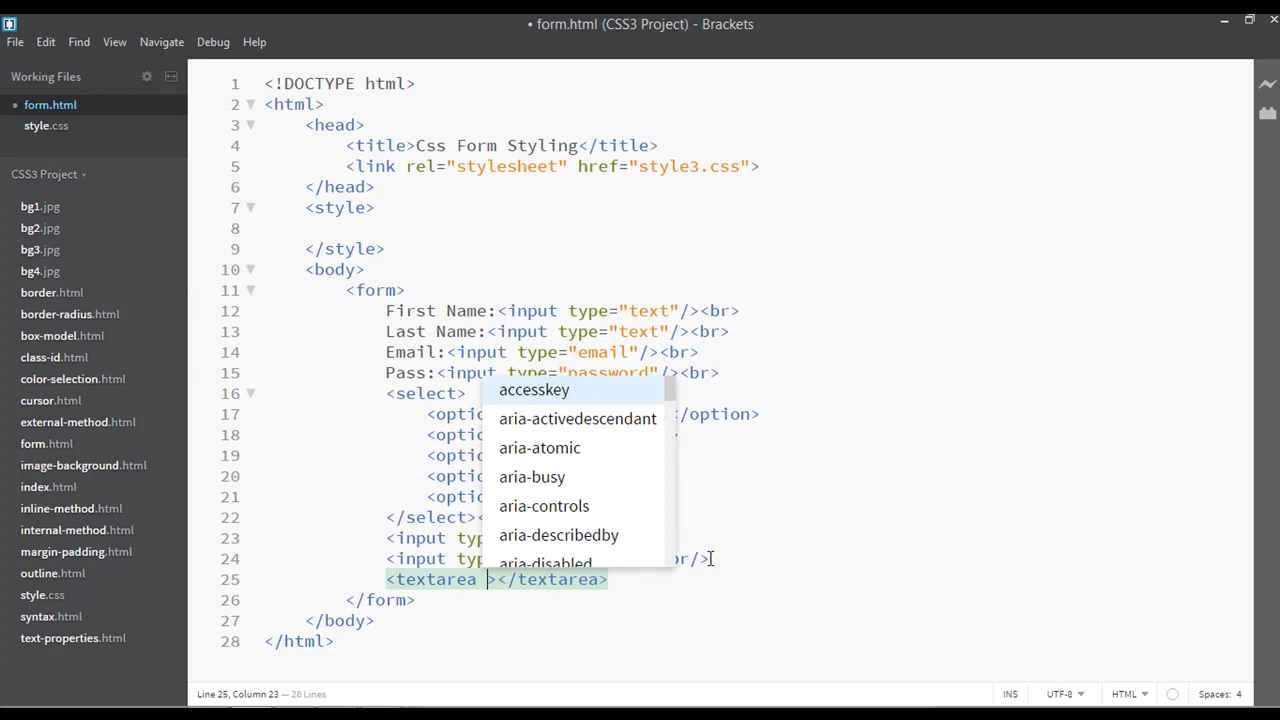 • form.html (CSS3 Project) - Brackets
File Edit Find View Navigate Debug Help
Working Files
• form.html
style.css
CSS3 Project
bg1.jpg
bg2.jpg
bg3.jpg
bg4.jpg
border.html
border-radius.html
box-model.html
class-id.html
color-selection.html
cursor.html
external-method.html
form.html
image-background.html
index.html
inline-method.html
internal-method.html
margin-padding.html
outline.html
style.css
syntax.html
text-properties.html
1 <!DOCTYPE html>
2 <html>
3 <head>
4 <title>Css Form Styling</title>
5 <link rel="stylesheet" href="style3.css">
6 </head>
7 <style>
8
9 </style>
10 <body>
11 <form>
12 First Name:<input type="text"/><br>
13 Last Name:<input type="text"/><br>
14 Email:<input type="email"/><br>
15 Pass:<input type="password"/><br>
16 <select>
17 <optio </option>
18 <optio >
19 <optio
20 <optio
21 <optio
22 </select><
23 <input typ
24 <input typ or/>
25 <textarea ></textarea>
26 </form>
27 </body>
28 </html>
accesskey
aria-activedescendant
aria-atomic
aria-busy
aria-controls
aria-describedby
aria-disabled
Line 25, Column 23 — 28 Lines
INS UTF-8 HTML Spaces: 4